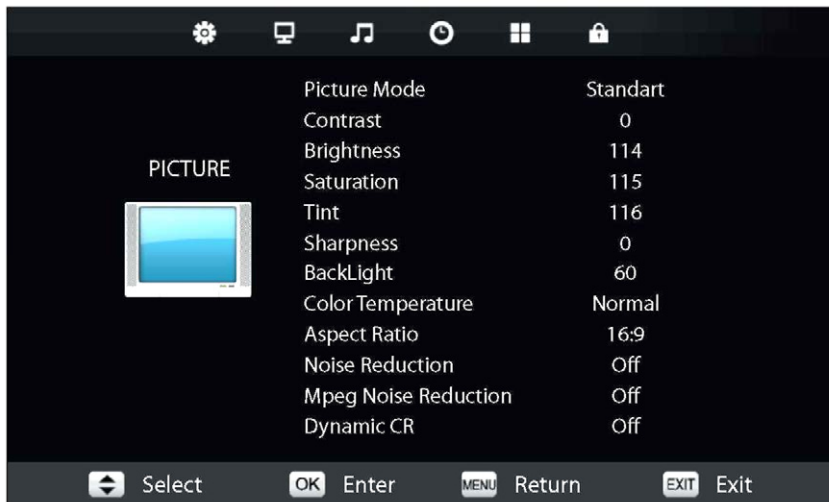 Picture Mode Standart
Contrast 0
Brightness 114
PICTURE
Saturation 115
Tint 116
Sharpness 0
BackLight 60
Color Temperature Normal
Aspect Ratio 16:9
Noise Reduction Off
Mpeg Noise Reduction Off
Dynamic CR Off
Select OK Enter MENU Return EXIT Exit